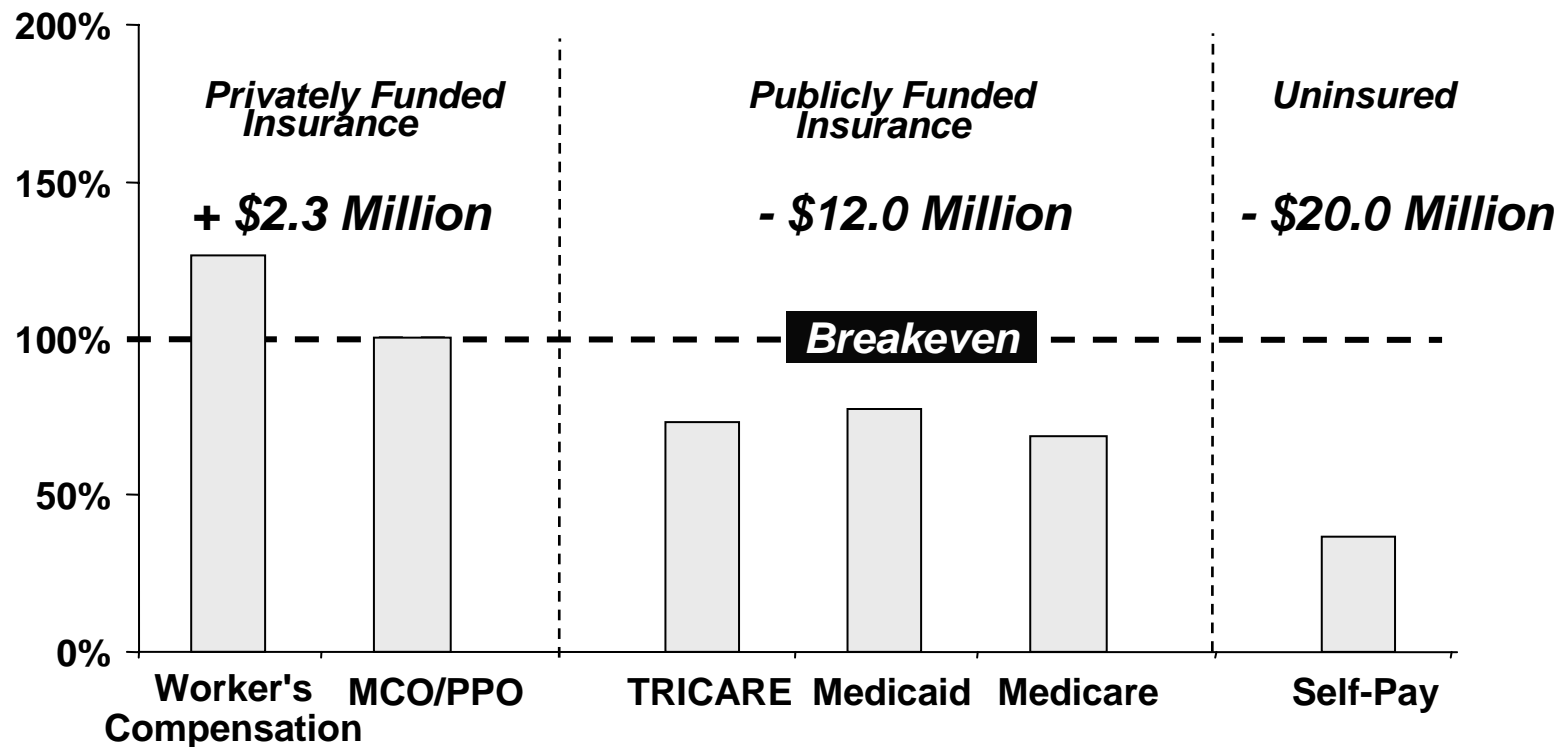 200%
Privately Funded
Insurance
Publicly Funded
Insurance
Uninsured
150%
+ $2.3 Million
- $12.0 Million
- $20.0 Million
100%
Breakeven
50%
0%
Worker's
Compensation
MCO/PPO
TRICARE
Medicaid
Medicare
Self-Pay